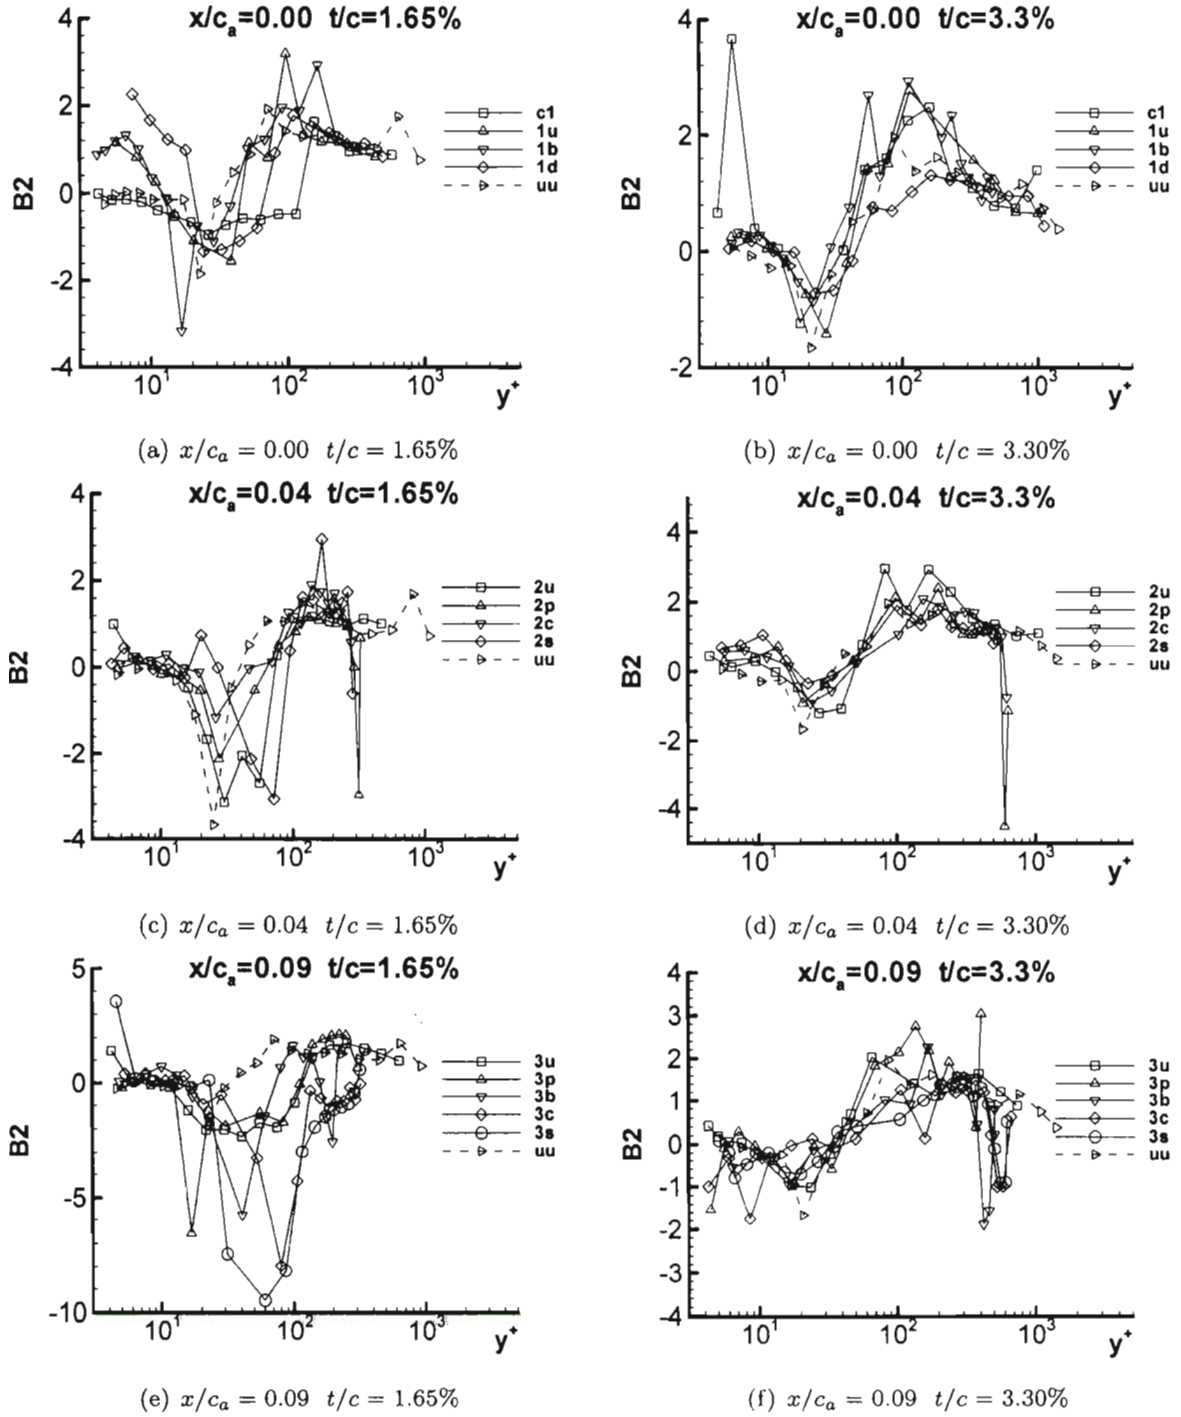 x/cₐ=0.00 t/c=1.65%
4
2
0
-2
-4
B2
10¹ 10² 10³
y⁺
c1
1u
1b
1d
uu
(a) x/cₐ = 0.00 t/c = 1.65%
x/cₐ=0.00 t/c=3.3%
4
2
0
-2
B2
10¹ 10² 10³
y⁺
c1
1u
1b
1d
uu
(b) x/cₐ = 0.00 t/c = 3.30%
x/cₐ=0.04 t/c=1.65%
4
2
0
-2
-4
B2
10¹ 10² 10³
y⁺
2u
2p
2c
2s
uu
(c) x/cₐ = 0.04 t/c = 1.65%
x/cₐ=0.04 t/c=3.3%
4
2
0
-2
-4
B2
10¹ 10² 10³
y⁺
2u
2p
2c
2s
uu
(d) x/cₐ = 0.04 t/c = 3.30%
x/cₐ=0.09 t/c=1.65%
5
0
-5
-10
B2
10¹ 10² 10³
y⁺
3u
3p
3b
3c
3s
uu
(e) x/cₐ = 0.09 t/c = 1.65%
x/cₐ=0.09 t/c=3.3%
4
3
2
1
0
-1
-2
-3
-4
B2
10¹ 10² 10³
y⁺
3u
3p
3b
3c
3s
uu
(f) x/cₐ = 0.09 t/c = 3.30%